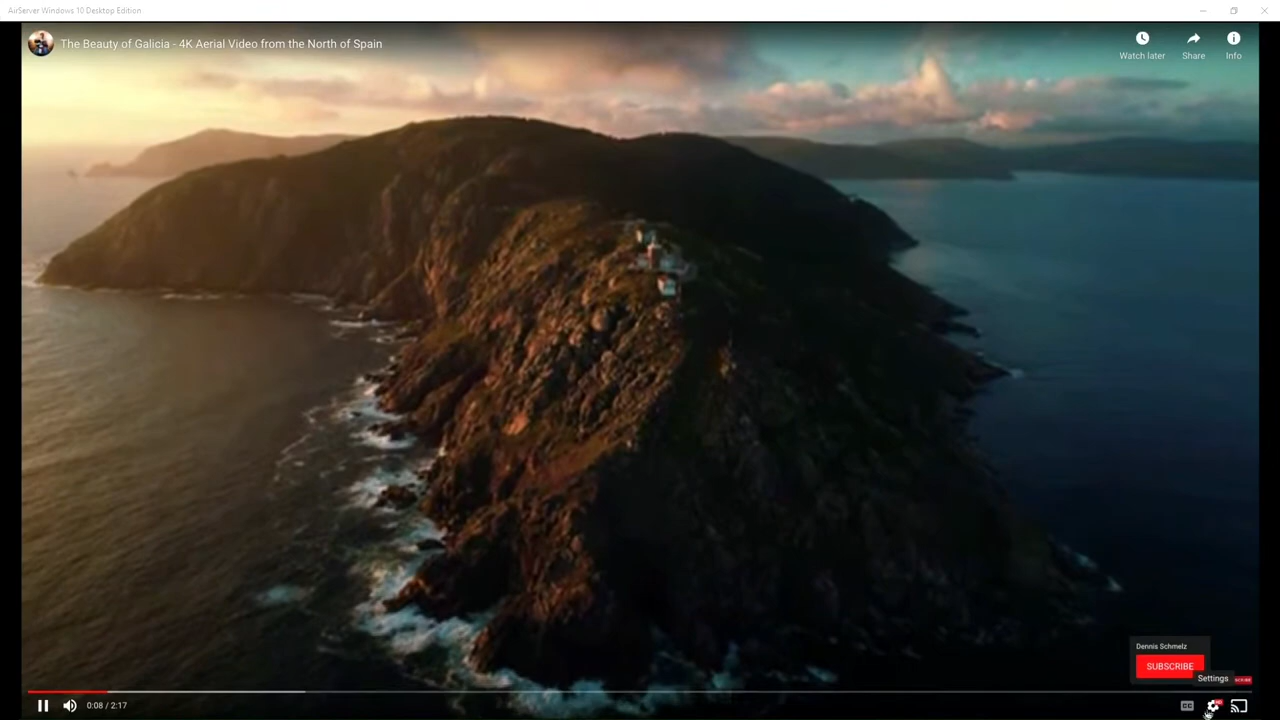 AirServer Windows 10 Desktop Edition
The Beauty of Galicia - 4K Aerial Video from the North of Spain
Watch later
Share
Info
Dennis Schmelz
SUBSCRIBE
Settings
0:08 / 2:17
CC